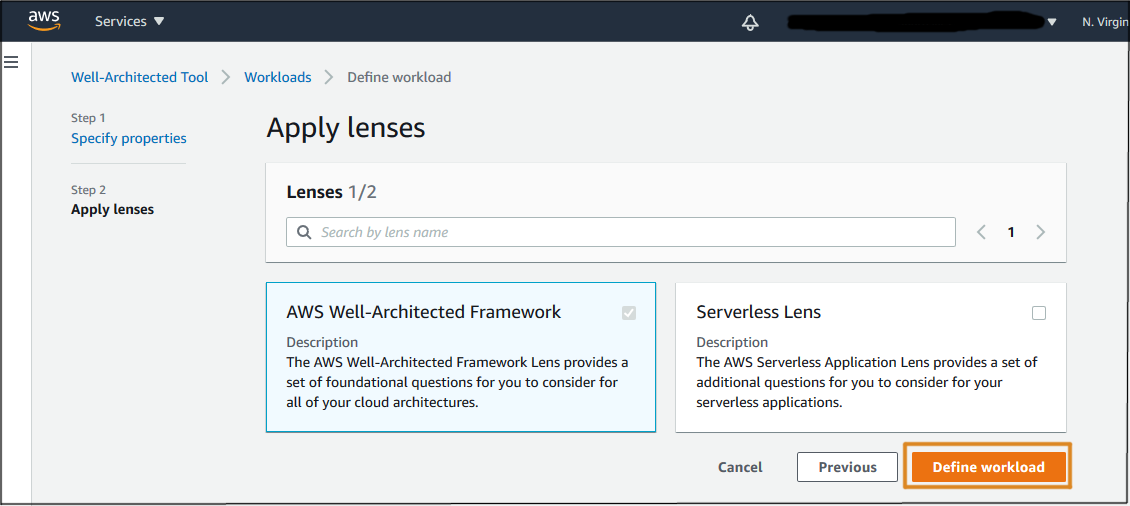 aws
Services
N. Virgin
Well-Architected Tool
Workloads
Define workload
Step 1
Specify properties
Step 2
Apply lenses
Apply lenses
Lenses 1/2
Search by lens name
1
AWS Well-Architected Framework
Description
The AWS Well-Architected Framework Lens provides a
set of foundational questions for you to consider for
all of your cloud architectures.
Serverless Lens
Description
The AWS Serverless Application Lens provides a set of
additional questions for you to consider for your
serverless applications.
Cancel
Previous
Define workload